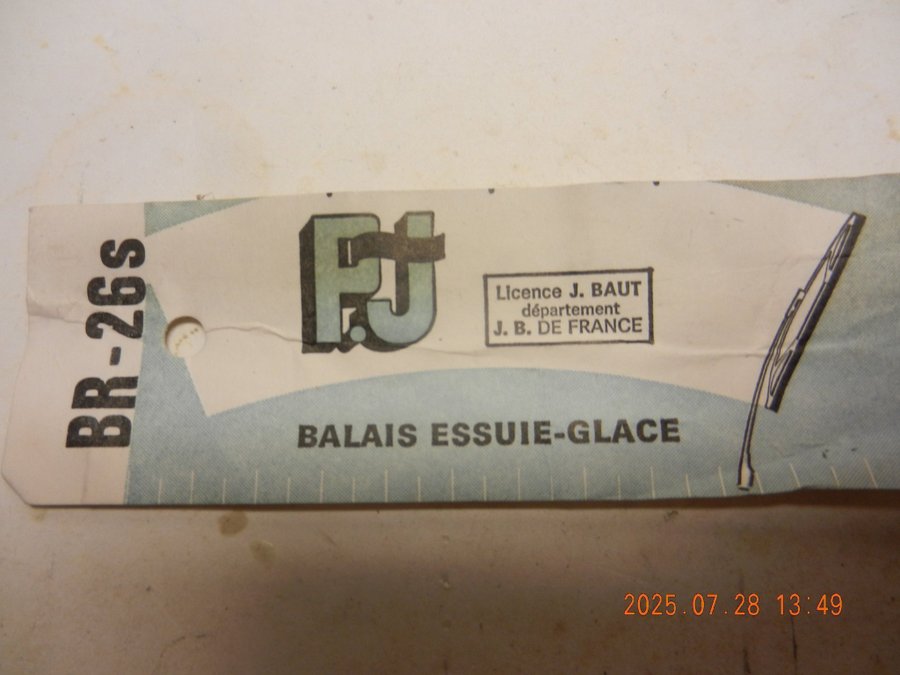 BR-26s
P.J
Licence J. BAUT
département
J. B. DE FRANCE
BALAIS ESSUIE-GLACE
2025.07.28 13:49